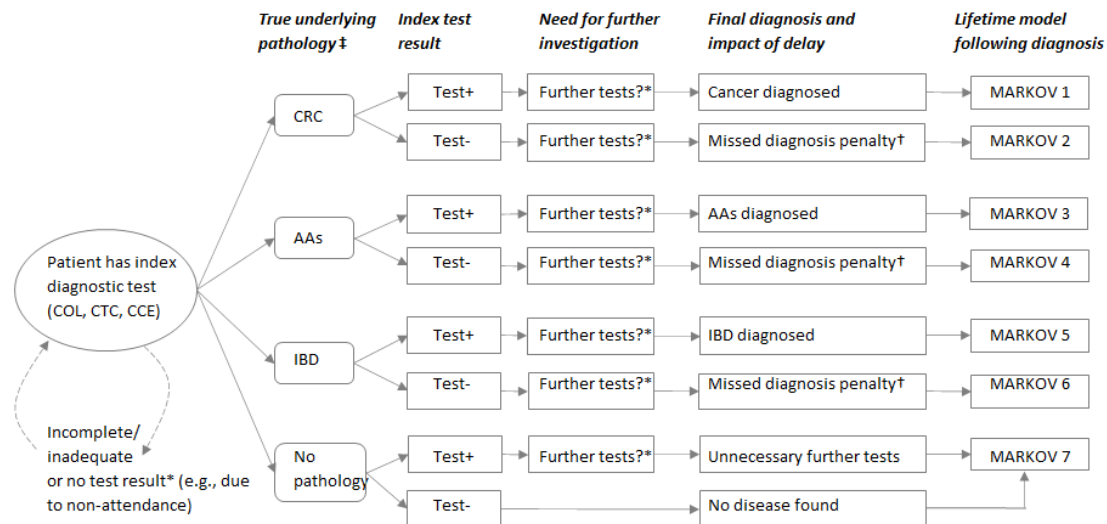 True underlying
pathology ‡
Index test
result
Need for further
investigation
Final diagnosis and
impact of delay
Lifetime model
following diagnosis
Patient has index
diagnostic test
(COL, CTC, CCE)
Incomplete/
inadequate
or no test result* (e.g., due
to non-attendance)
CRC
Test+
Further tests?*
Cancer diagnosed
MARKOV 1
Test-
Further tests?*
Missed diagnosis penalty†
MARKOV 2
AAs
Test+
Further tests?*
AAs diagnosed
MARKOV 3
Test-
Further tests?*
Missed diagnosis penalty†
MARKOV 4
IBD
Test+
Further tests?*
IBD diagnosed
MARKOV 5
Test-
Further tests?*
Missed diagnosis penalty†
MARKOV 6
No
pathology
Test+
Further tests?*
Unnecessary further tests
MARKOV 7
Test-
No disease found